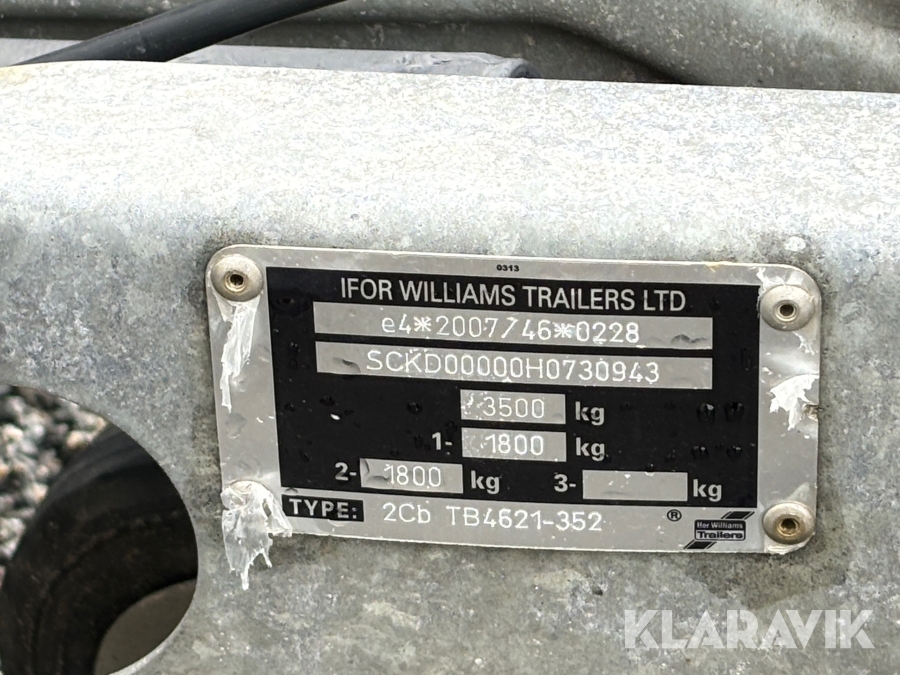 0313
IFOR WILLIAMS TRAILERS LTD
e4*2007/46*0228
SCKD00000H0730943
3500 kg
1- 1800 kg
2- 1800 kg 3- kg
TYPE: 2Cb TB4621-352 ®
Ifor Williams
Trailers
KLARAVIK